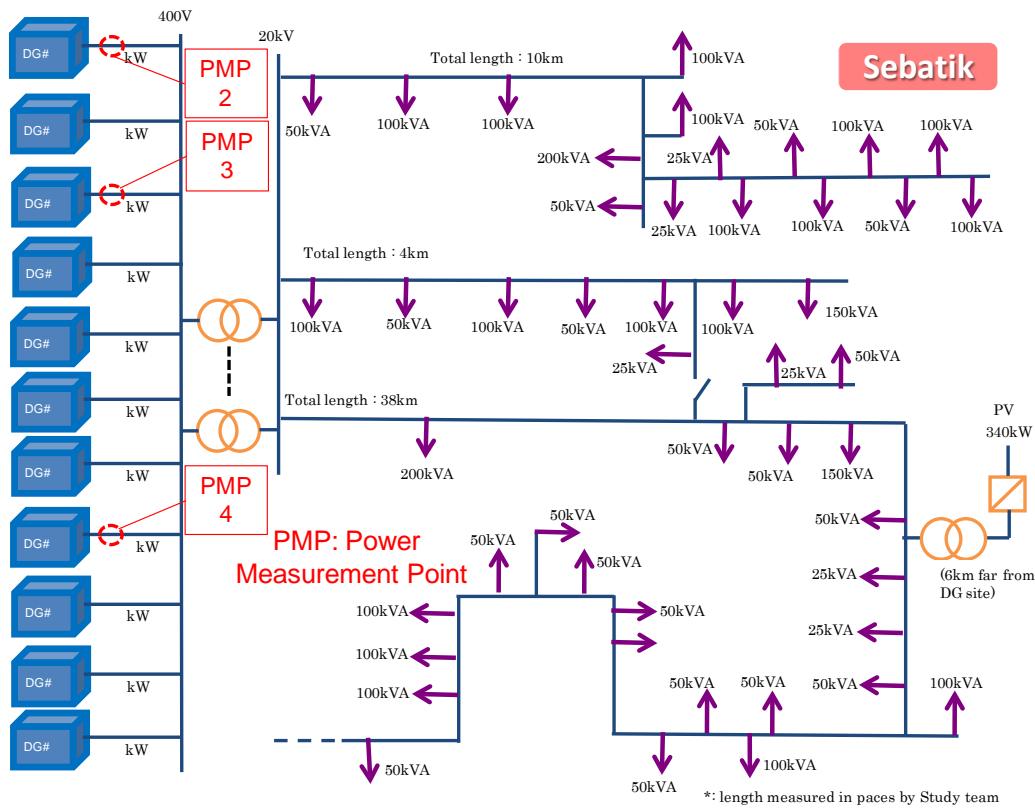 400V
20kV
Sebatik
DG#
kW
PMP
2
DG#
kW
PMP
3
DG#
kW
DG#
kW
DG#
kW
DG#
kW
DG#
kW
PMP
4
DG#
kW
DG#
kW
DG#
kW
DG#
kW
Total length : 10km
100kVA
50kVA
100kVA
100kVA
100kVA
200kVA
50kVA
25kVA
50kVA
100kVA
100kVA
25kVA
100kVA
100kVA
50kVA
100kVA
Total length : 4km
100kVA
50kVA
100kVA
50kVA
100kVA
100kVA
150kVA
25kVA
25kVA
50kVA
Total length : 38km
200kVA
50kVA
50kVA
150kVA
PV
340kW
50kVA
(6km far from
DG site)
25kVA
25kVA
50kVA
100kVA
PMP: Power
Measurement Point
50kVA
50kVA
50kVA
100kVA
50kVA
100kVA
100kVA
50kVA
50kVA
50kVA
50kVA
100kVA
*: length measured in paces by Study team